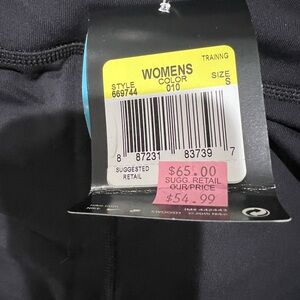 TRAINNG
WOMENS
STYLE COLOR SIZE
669744 010 S
8 87231 83739 7
SUGGESTED
RETAIL
$65.00
SUGG. RETAIL
OUR PRICE
$54.99